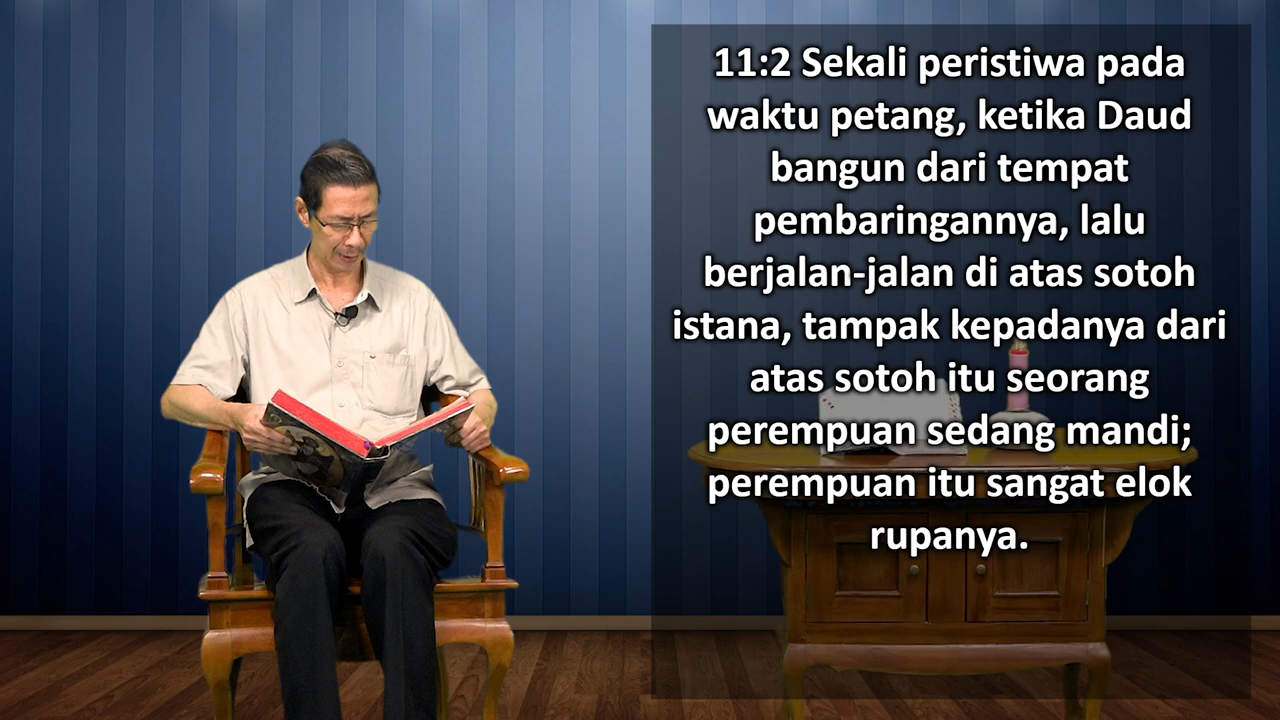 11:2 Sekali peristiwa pada
waktu petang, ketika Daud
bangun dari tempat
pembaringannya, lalu
berjalan-jalan di atas sotoh
istana, tampak kepadanya dari
atas sotoh itu seorang
perempuan sedang mandi;
perempuan itu sangat elok
rupanya.